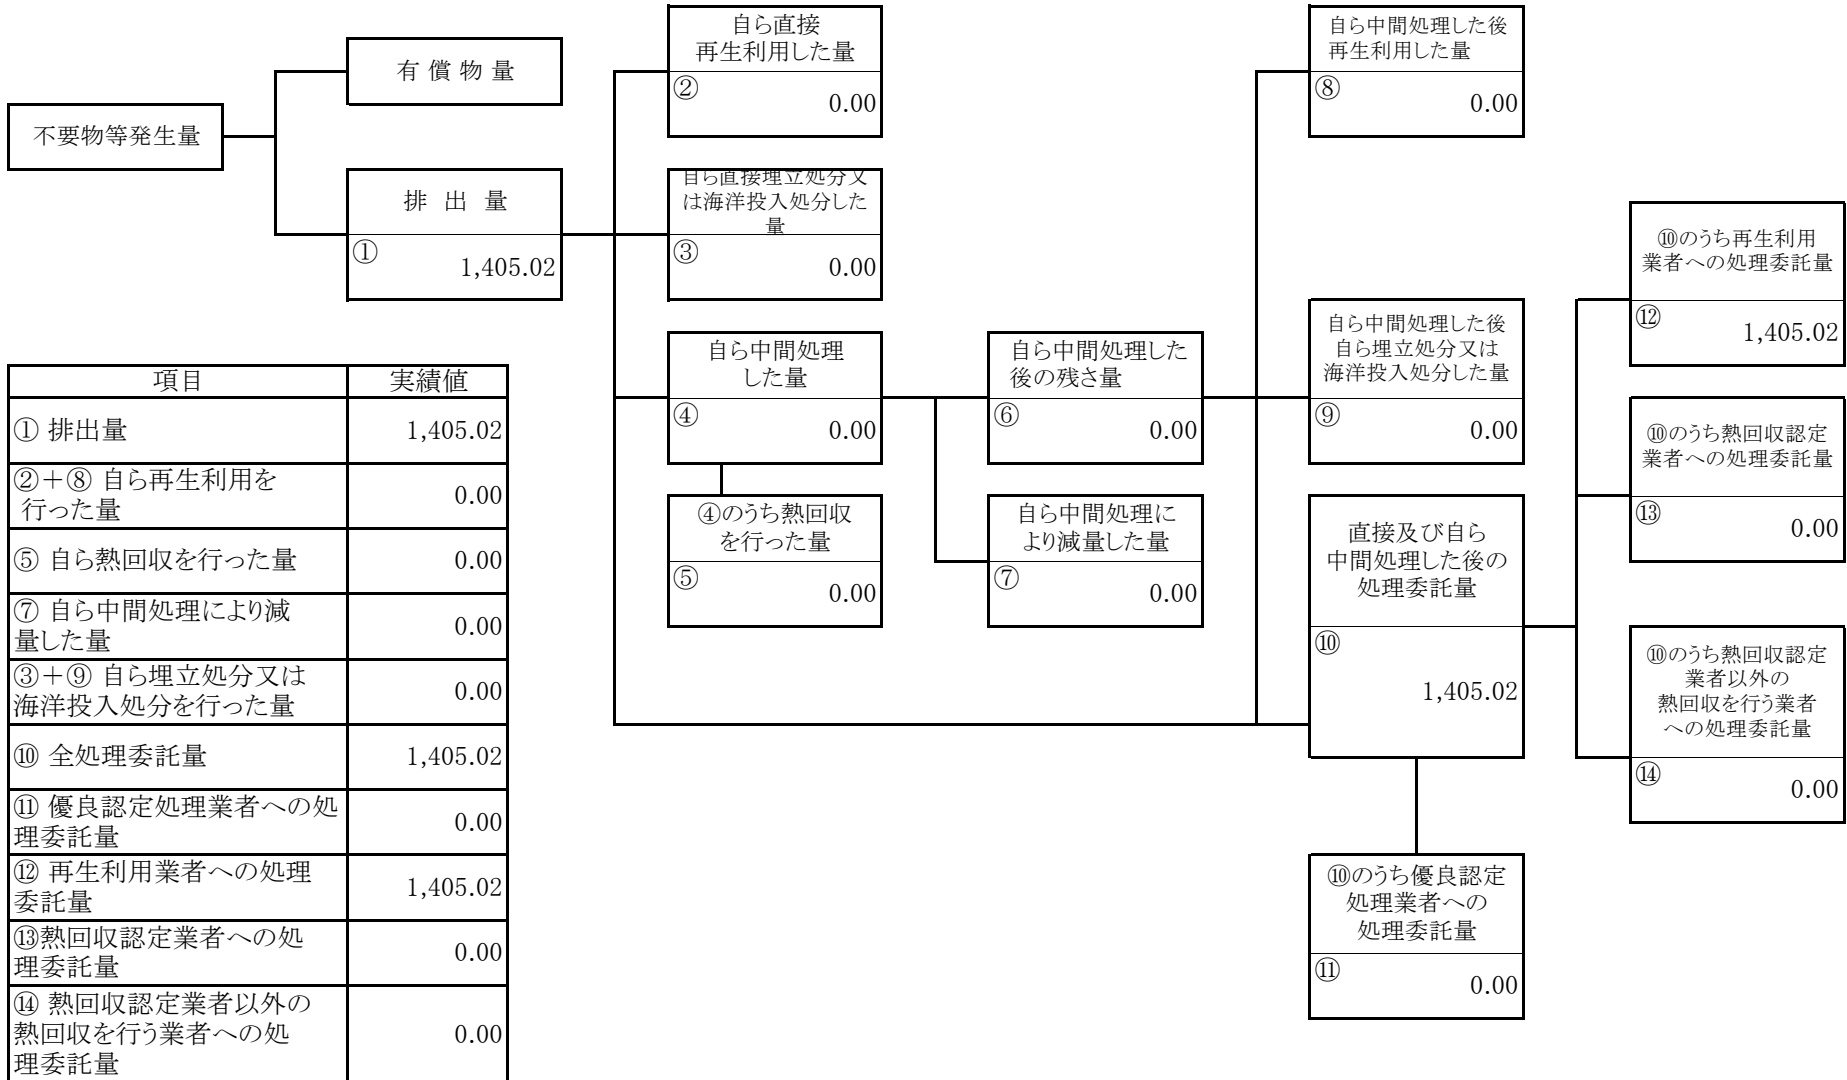 不要物等発生量
有 償 物 量
排 出 量
①
1,405.02
自ら直接
再生利用した量
②
0.00
自ら直接埋立処分又
は海洋投入処分した
量
③
0.00
自ら中間処理
した量
④
0.00
④のうち熱回収
を行った量
⑤
0.00
自ら中間処理した
後の残さ量
⑥
0.00
自ら中間処理に
より減量した量
⑦
0.00
自ら中間処理した後
再生利用した量
⑧
0.00
自ら中間処理した後
自ら埋立処分又は
海洋投入処分した量
⑨
0.00
直接及び自ら
中間処理した後の
処理委託量
⑩
1,405.02
⑩のうち優良認定
処理業者への
処理委託量
⑪
0.00
⑩のうち再生利用
業者への処理委託量
⑫
1,405.02
⑩のうち熱回収認定
業者への処理委託量
⑬
0.00
⑩のうち熱回収認定
業者以外の
熱回収を行う業者
への処理委託量
⑭
0.00
項目 実績値
① 排出量 1,405.02
②＋⑧ 自ら再生利用を
行った量 0.00
⑤ 自ら熱回収を行った量 0.00
⑦ 自ら中間処理により減
量した量 0.00
③＋⑨ 自ら埋立処分又は
海洋投入処分を行った量 0.00
⑩ 全処理委託量 1,405.02
⑪ 優良認定処理業者への処
理委託量 0.00
⑫ 再生利用業者への処理
委託量 1,405.02
⑬熱回収認定業者への処
理委託量 0.00
⑭ 熱回収認定業者以外の
熱回収を行う業者への処
理委託量 0.00